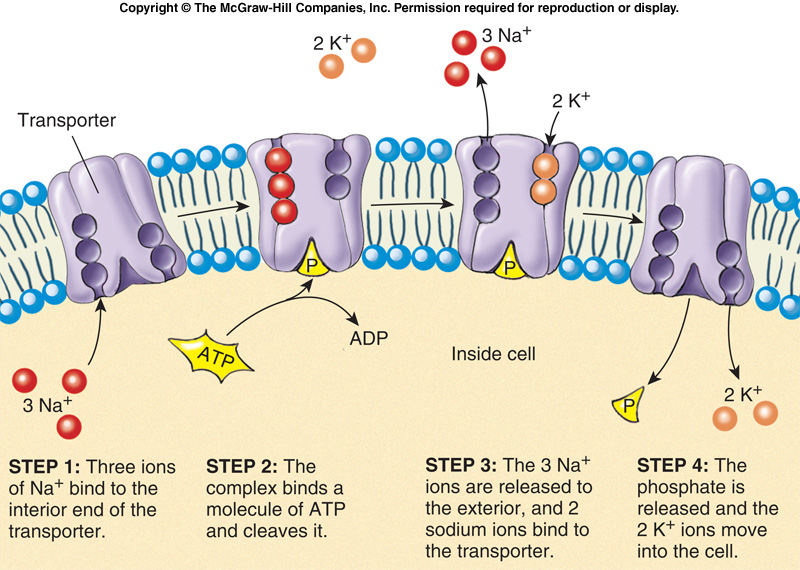 Copyright © The McGraw-Hill Companies, Inc. Permission required for reproduction or display.
2 K+
3 Na+
2 K+
Transporter
P
P
ATP
ADP
Inside cell
3 Na+
P
2 K+
STEP 1: Three ions
of Na+ bind to the
interior end of the
transporter.
STEP 2: The
complex binds a
molecule of ATP
and cleaves it.
STEP 3: The 3 Na+
ions are released to
the exterior, and 2
sodium ions bind to
the transporter.
STEP 4: The
phosphate is
released and the
2 K+ ions move
into the cell.